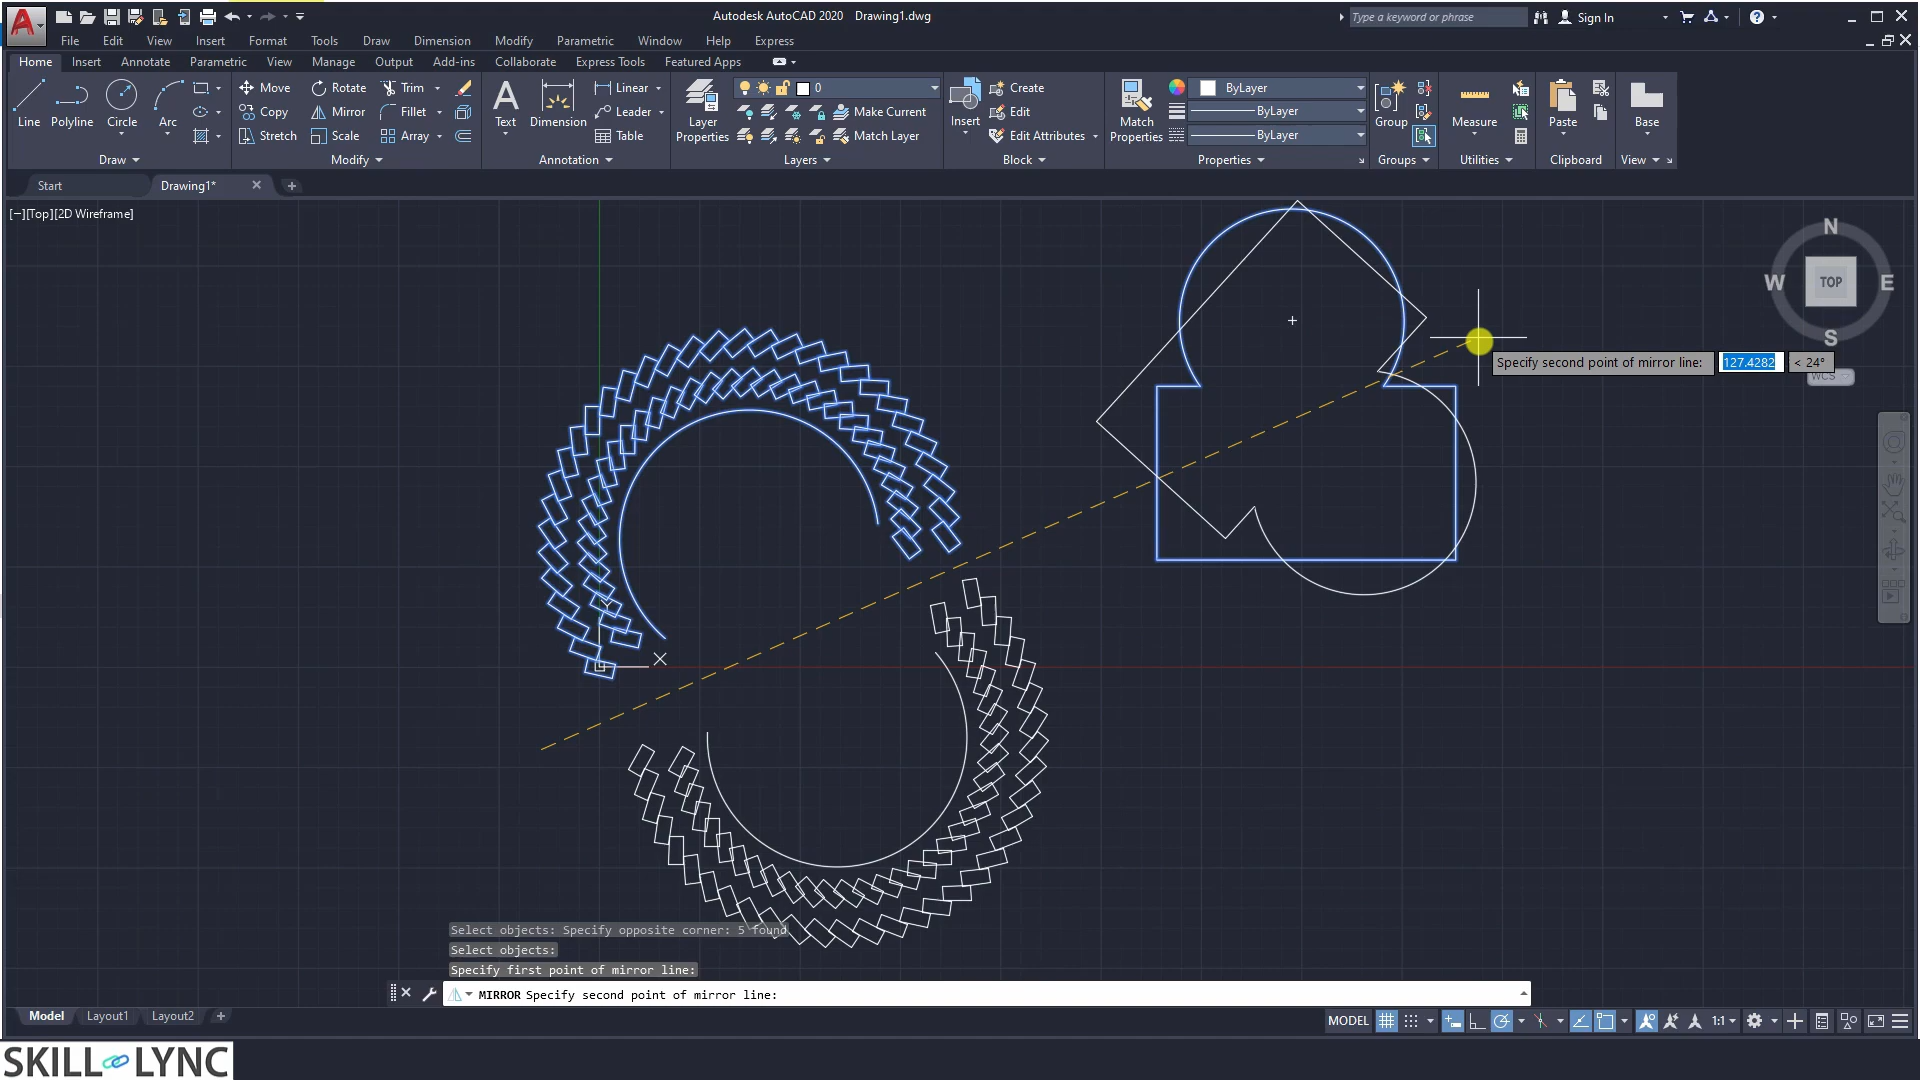 Autodesk AutoCAD 2020 Drawing1.dwg
Type a keyword or phrase
Sign In
File Edit View Insert Format Tools Draw Dimension Modify Parametric Window Help Express
Home Insert Annotate Parametric View Manage Output Add-ins Collaborate Express Tools Featured Apps
Line Polyline Circle Arc
Move Rotate Trim
Copy Mirror Fillet
Stretch Scale Array
Text Dimension
Linear
Leader
Table
Layer Properties
0
Make Current
Match Layer
Insert
Create
Edit
Edit Attributes
Match Properties
ByLayer
ByLayer
ByLayer
Group
Measure
Paste
Base
Draw Modify Annotation Layers Block Properties Groups Utilities Clipboard View
Start Drawing1*
[−][Top][2D Wireframe]
N
W TOP E
S
Specify second point of mirror line: 127.4282 < 24°
WCS
Y
X
Select objects: Specify opposite corner: 5 found
Select objects:
Specify first point of mirror line:
MIRROR Specify second point of mirror line:
Model Layout1 Layout2
MODEL 1:1
SKILL LYNC